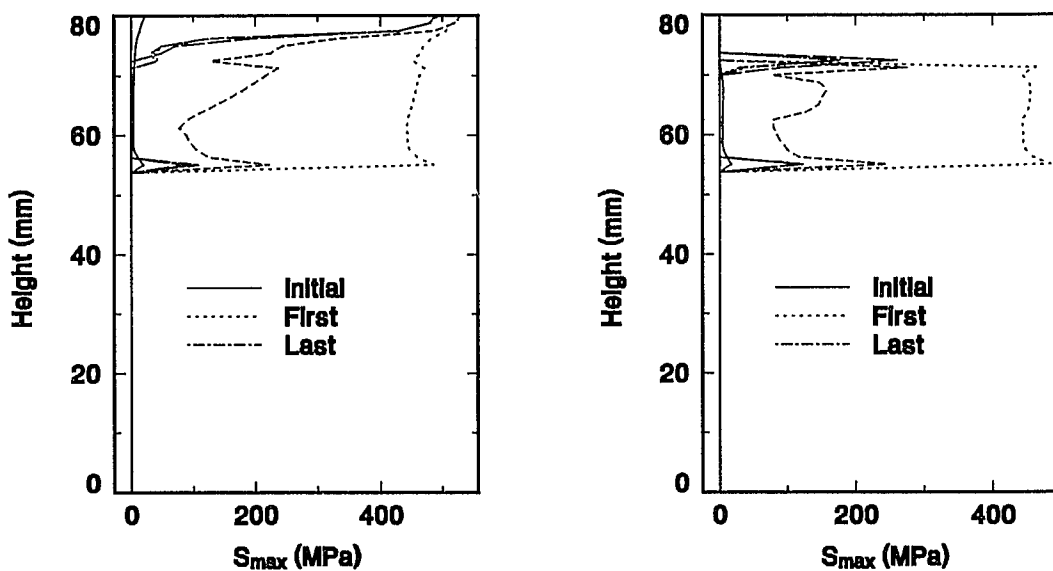 80
60
40
20
0
Height (mm)
Initial
First
Last
0 200 400
Smax (MPa)
80
60
40
20
0
Height (mm)
Initial
First
Last
0 200 400
Smax (MPa)